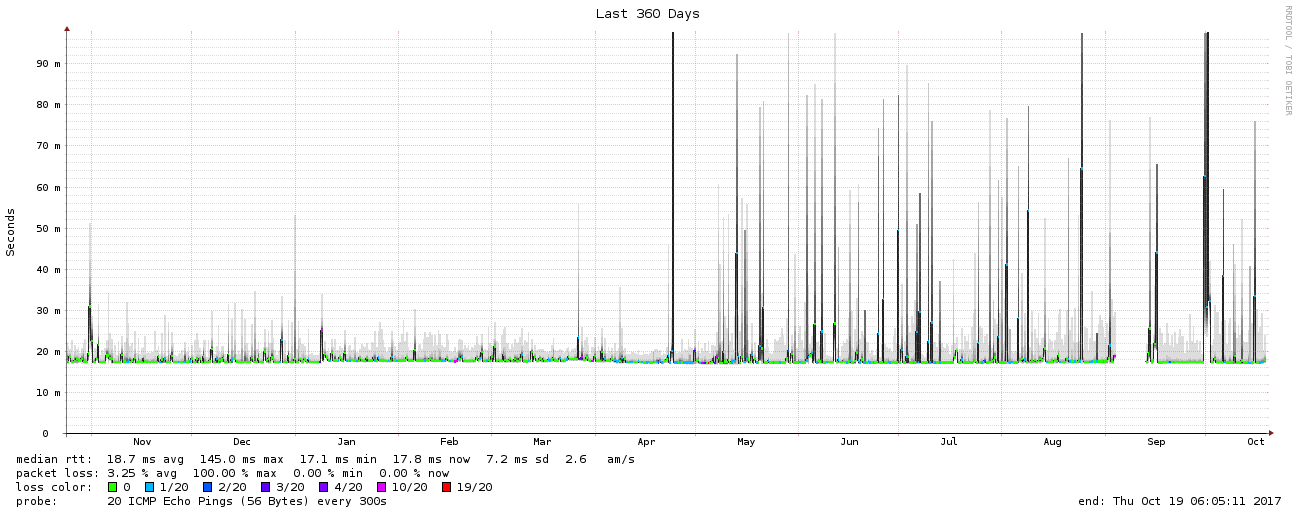 Last 360 Days
RRDTOOL / TOBI OETIKER
Seconds
90 m
80 m
70 m
60 m
50 m
40 m
30 m
20 m
10 m
0
Nov Dec Jan Feb Mar Apr May Jun Jul Aug Sep Oct
median rtt: 18.7 ms avg 145.0 ms max 17.1 ms min 17.8 ms now 7.2 ms sd 2.6 am/s
packet loss: 3.25 % avg 100.00 % max 0.00 % min 0.00 % now
loss color: 0 1/20 2/20 3/20 4/20 10/20 19/20
probe: 20 ICMP Echo Pings (56 Bytes) every 300s
end: Thu Oct 19 06:05:11 2017